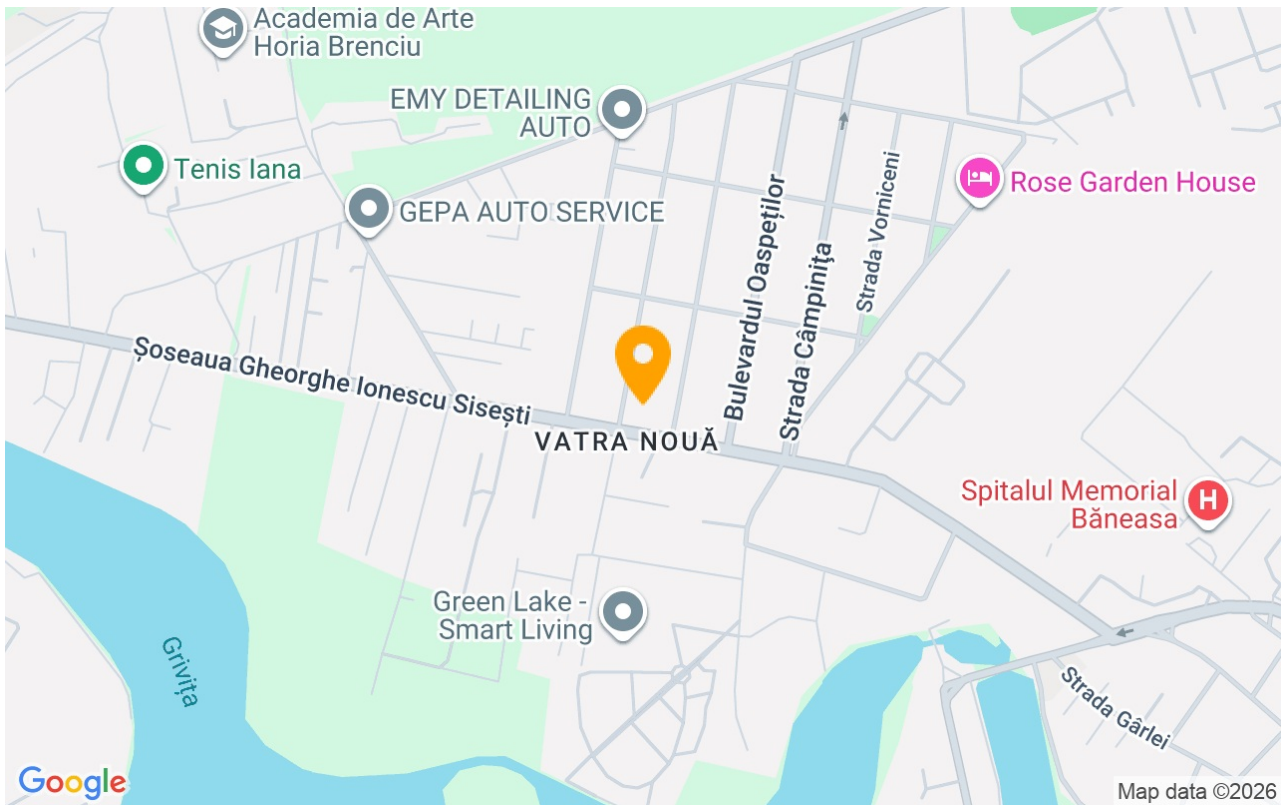 Academia de Arte
Horia Brenciu
EMY DETAILING
AUTO
Tenis Iana
GEPA AUTO SERVICE
Bulevardul Oaspeților
Strada Câmpinița
Strada Vorniceni
Rose Garden House
Șoseaua Gheorghe Ionescu Sisești
VATRA NOUĂ
Spitalul Memorial
Băneasa
H
Green Lake -
Smart Living
Grivița
Strada Gârlei
Google
Map data ©2026